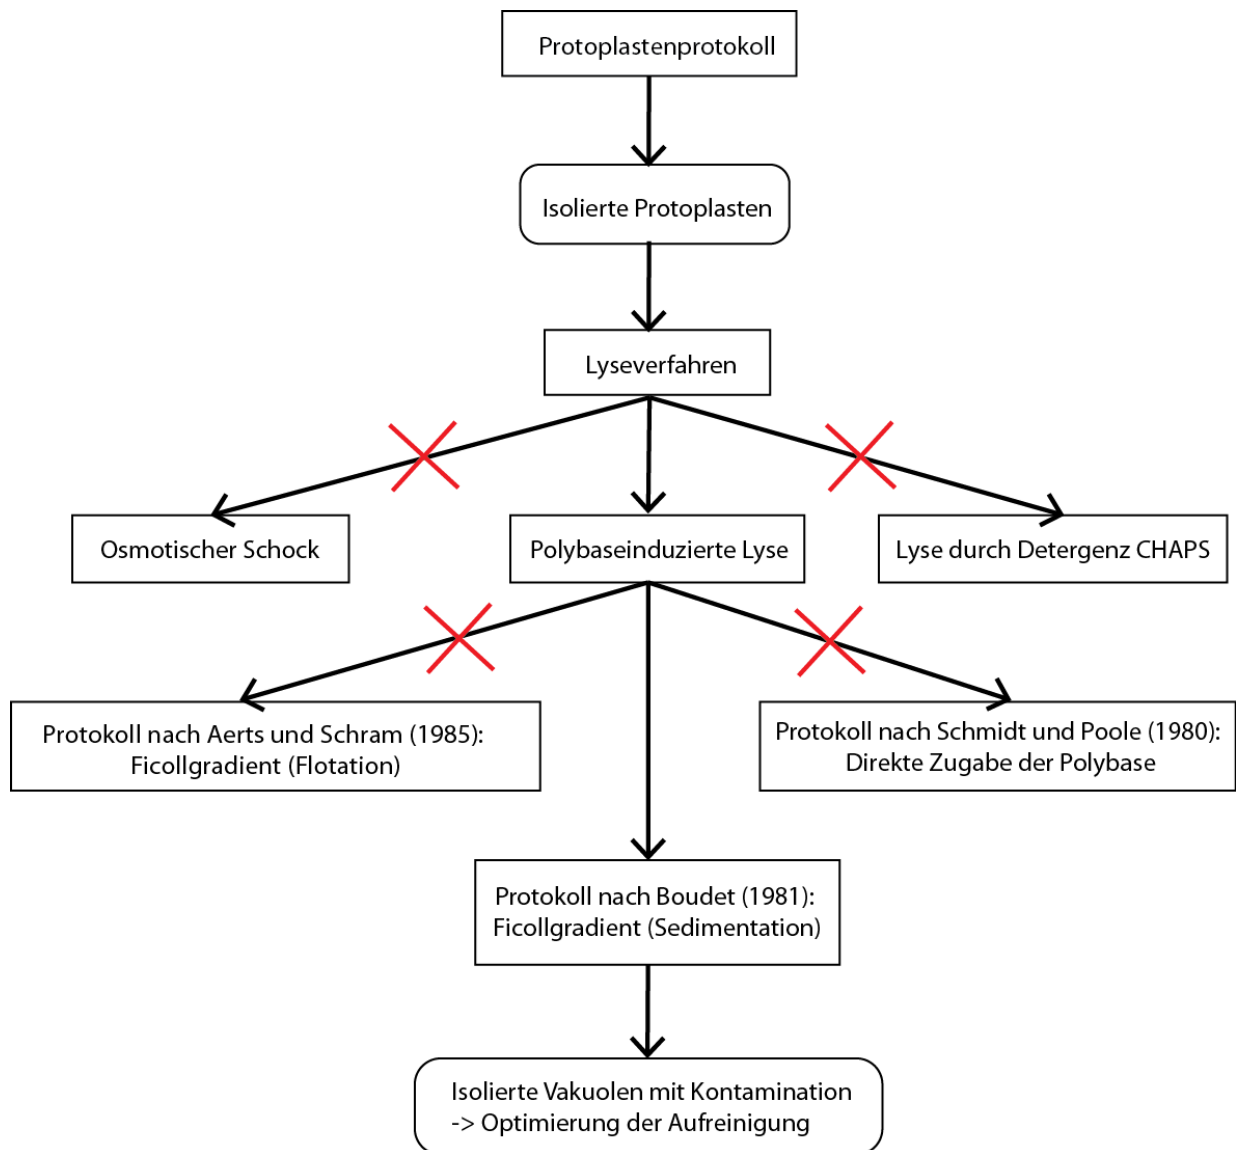 Protoplastenprotokoll
Isolierte Protoplasten
Lyseverfahren
Osmotischer Schock
Polybaseinduzierte Lyse
Lyse durch Detergenz CHAPS
Protokoll nach Aerts und Schram (1985):
Ficollgradient (Flotation)
Protokoll nach Schmidt und Poole (1980):
Direkte Zugabe der Polybase
Protokoll nach Boudet (1981):
Ficollgradient (Sedimentation)
Isolierte Vakuolen mit Kontamination
-> Optimierung der Aufreinigung